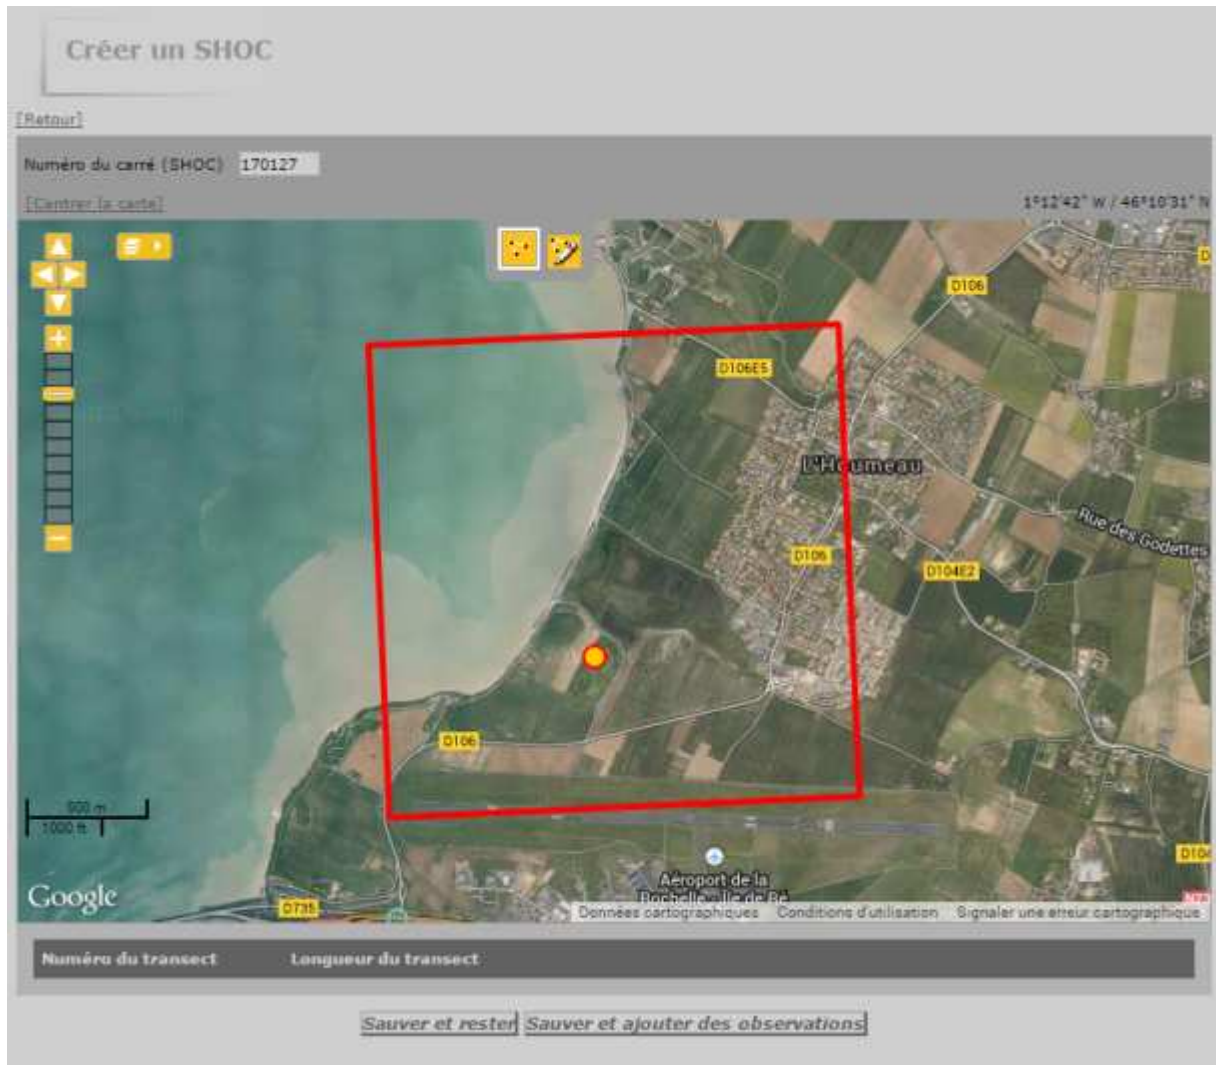 Créer un SHOC
[Retour]
Numéro du carré (SHOC) 170127
[Centrer la carte]
1°12'42" W / 46°10'31" N
D106
D106E5
L'Houmeau
Rue des Godettes
D106
D104E2
D106
500 m
1000 ft
Aéroport de la
Rochelle - Île de Ré
Google
D735
Données cartographiques Conditions d'utilisation Signaler une erreur cartographique
Numéro du transect Longueur du transect
Sauver et rester Sauver et ajouter des observations